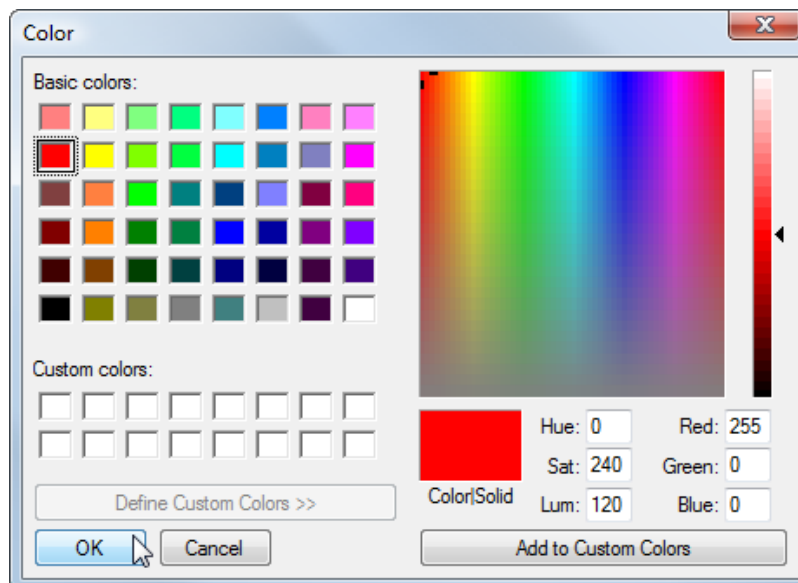 Color
Basic colors:
Custom colors:
Define Custom Colors >>
OK Cancel
Hue: 0 Red: 255
Sat: 240 Green: 0
Color|Solid Lum: 120 Blue: 0
Add to Custom Colors